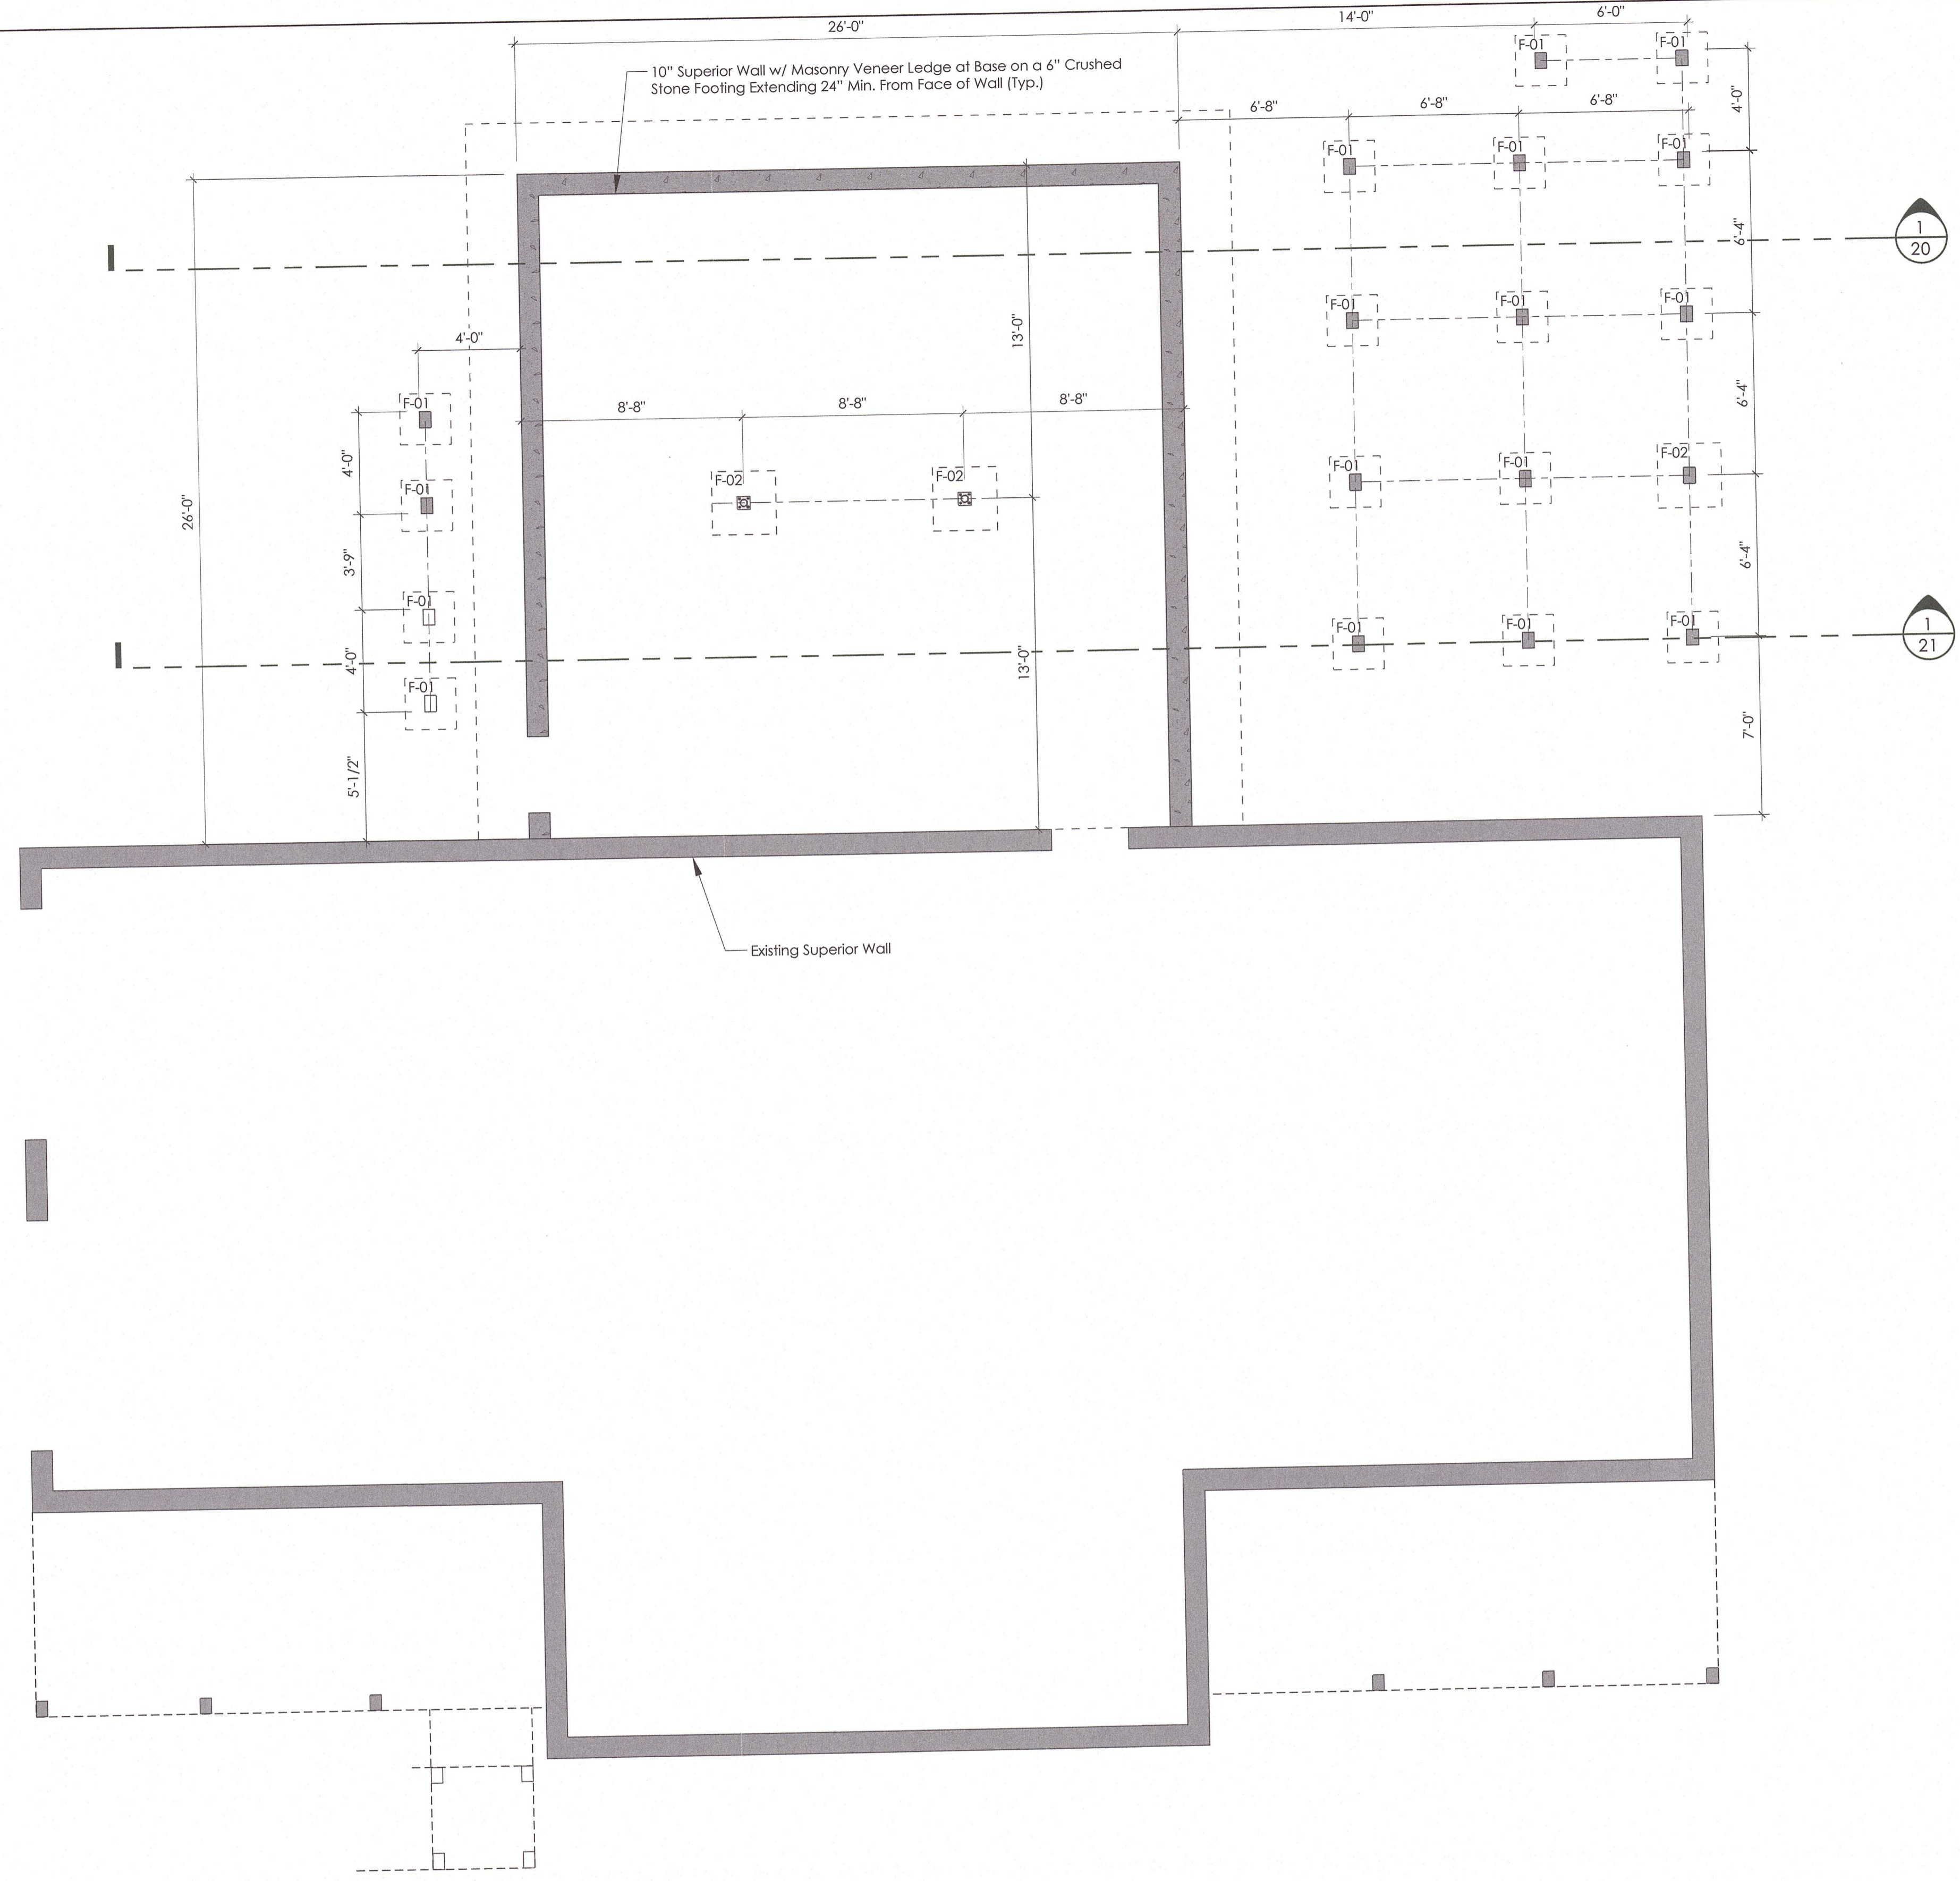 26'-0"
14'-0"
6'-0"
F-01
F-01
10" Superior Wall w/ Masonry Veneer Ledge at Base on a 6" Crushed
Stone Footing Extending 24" Min. From Face of Wall (Typ.)
6'-8"
6'-8"
6'-8"
4'-0"
F-01
F-01
F-01
1
20
6'-4"
F-01
F-01
F-01
13'-0"
4'-0"
6'-4"
F-01
8'-8"
8'-8"
8'-8"
4'-0"
F-01
F-02
F-02
F-01
F-01
F-02
26'-0"
3'-9"
6'-4"
F-01
F-01
F-01
F-01
1
21
4'-0"
13'-0"
F-01
7'-0"
5'-1/2"
Existing Superior Wall